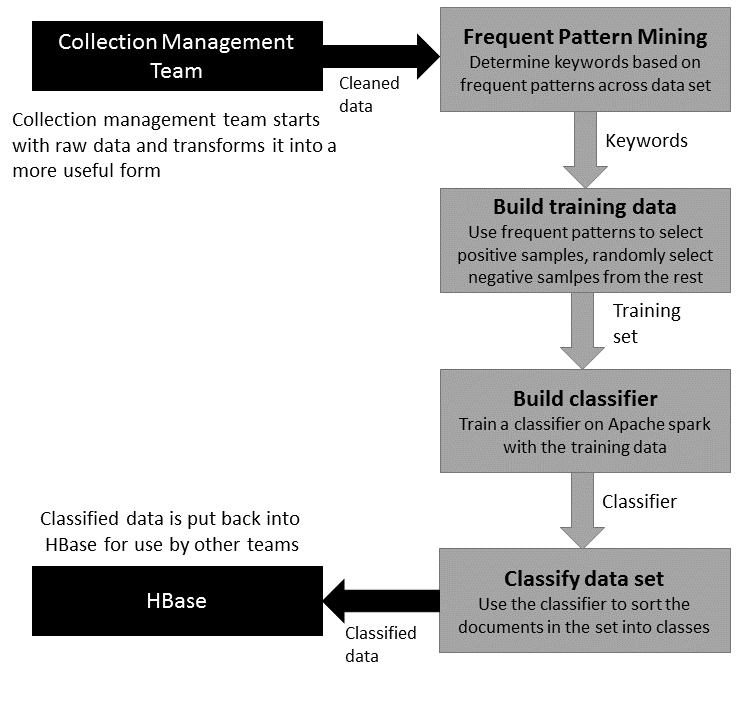 Collection Management
Team
Cleaned
data
Collection management team starts
with raw data and transforms it into a
more useful form
Frequent Pattern Mining
Determine keywords based on
frequent patterns across data set
Keywords
Build training data
Use frequent patterns to select
positive samples, randomly select
negative samlpes from the rest
Training
set
Build classifier
Train a classifier on Apache spark
with the training data
Classifier
Classify data set
Use the classifier to sort the
documents in the set into classes
Classified
data
Classified data is put back into
HBase for use by other teams
HBase